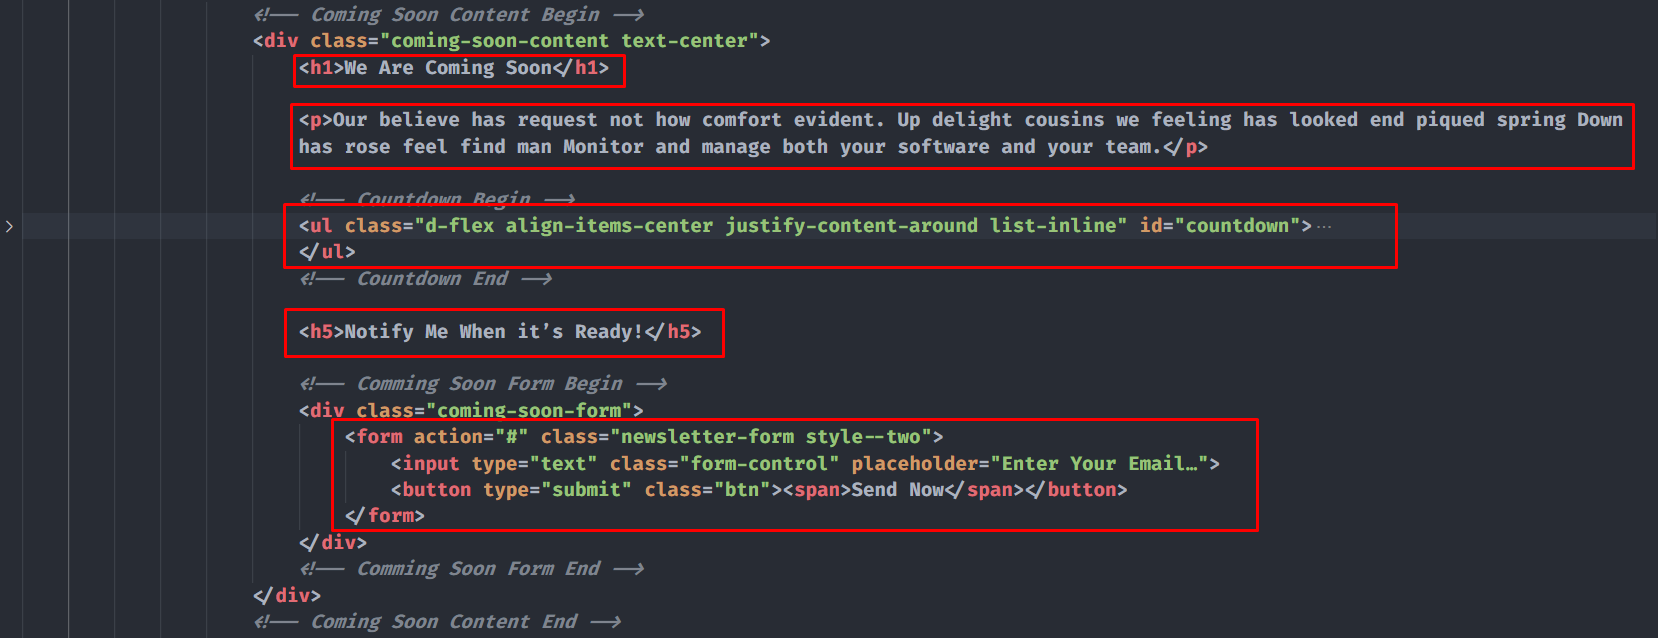 <!-- Coming Soon Content Begin -->
<div class="coming-soon-content text-center">
<h1>We Are Coming Soon</h1>
<p>Our believe has request not how comfort evident. Up delight cousins we feeling has looked end piqued spring Down
has rose feel find man Monitor and manage both your software and your team.</p>
<!-- Countdown Begin -->
<ul class="d-flex align-items-center justify-content-around list-inline" id="countdown">…
</ul>
<!-- Countdown End -->
<h5>Notify Me When it’s Ready!</h5>
<!-- Comming Soon Form Begin -->
<div class="coming-soon-form">
<form action="#" class="newsletter-form style--two">
<input type="text" class="form-control" placeholder="Enter Your Email…">
<button type="submit" class="btn"><span>Send Now</span></button>
</form>
</div>
<!-- Comming Soon Form End -->
</div>
<!-- Coming Soon Content End -->